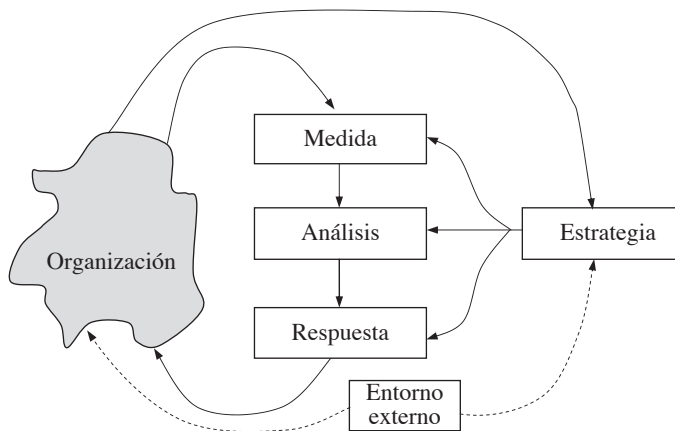 Medida
Análisis
Estrategia
Organización
Respuesta
Entorno
externo